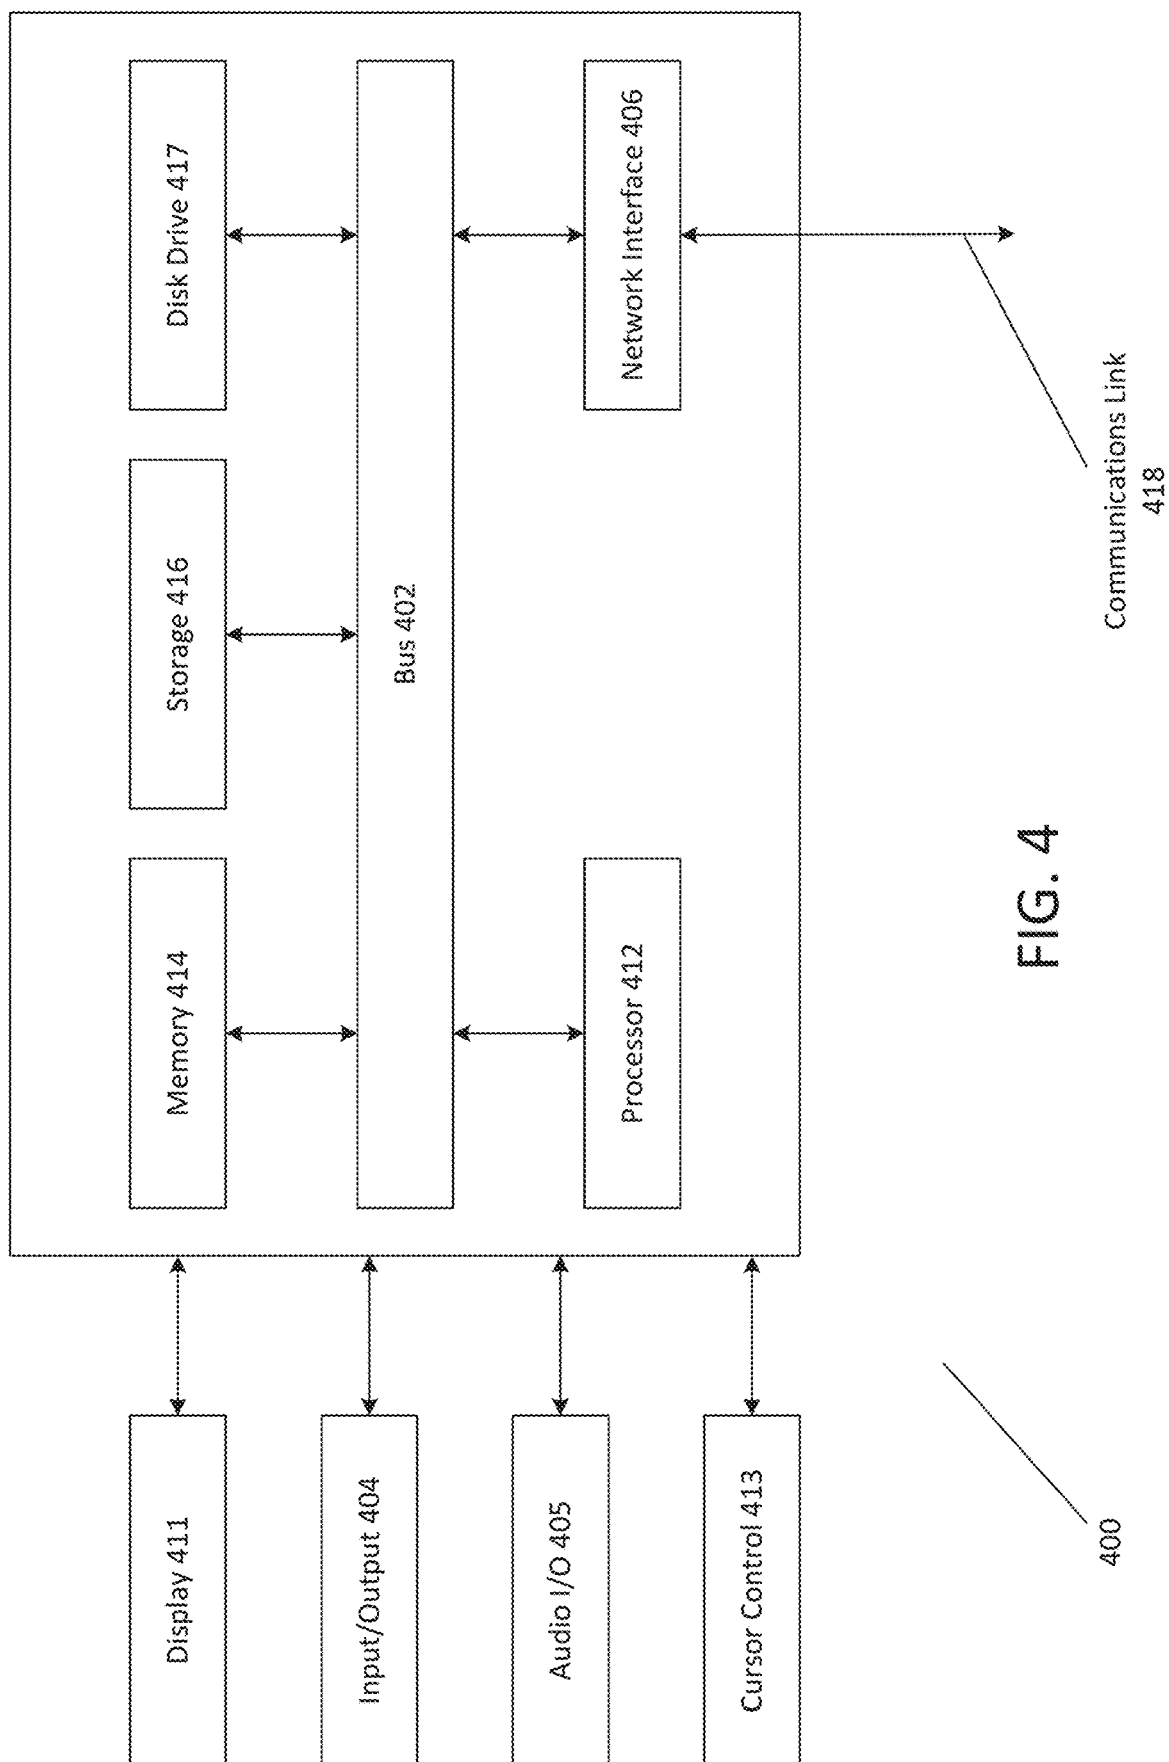 Display 411
Input/Output 404
Audio I/O 405
Cursor Control 413
Memory 414
Storage 416
Disk Drive 417
Bus 402
Processor 412
Network Interface 406
Communications Link
418
400
FIG. 4